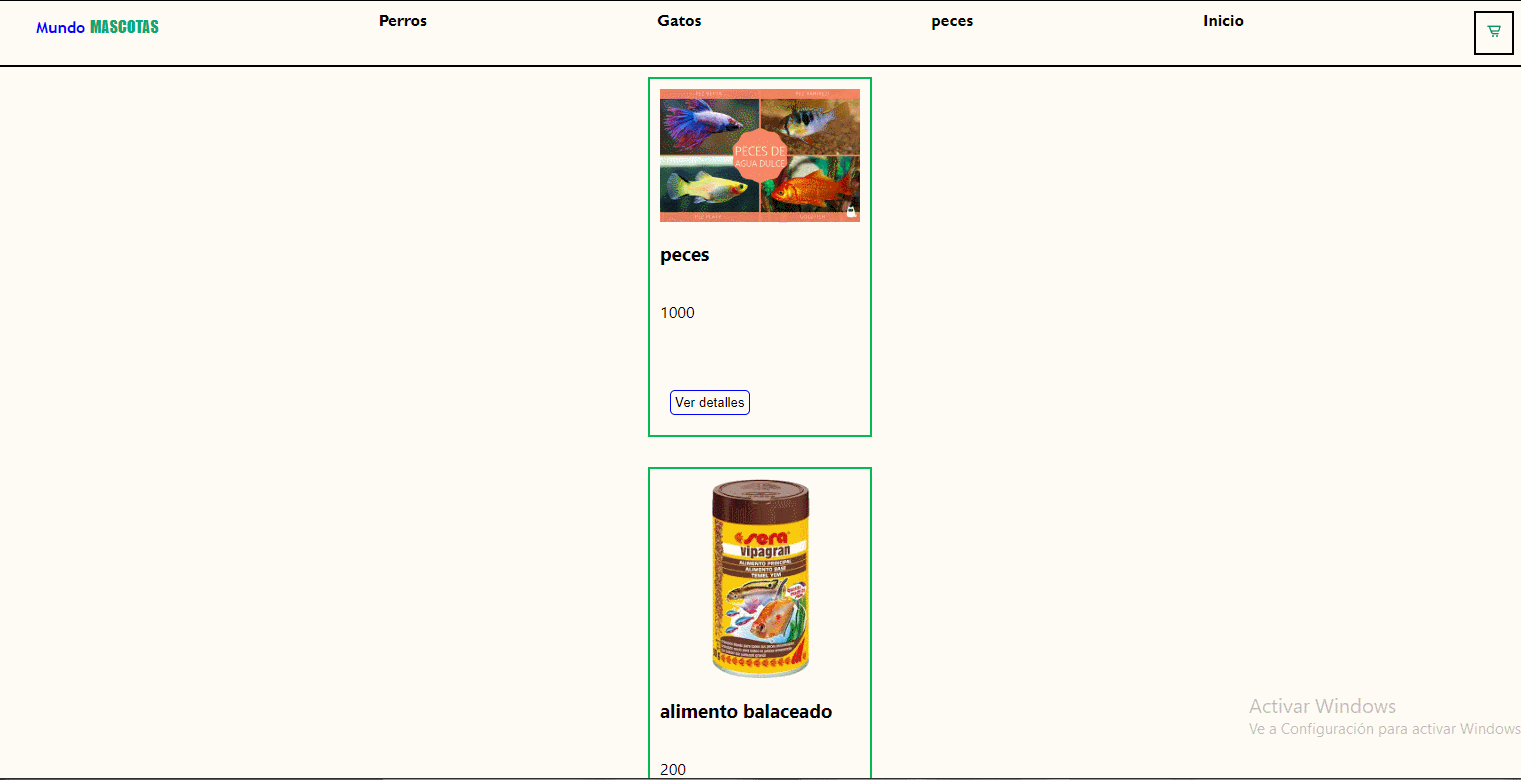 Mundo MASCOTAS
Perros
Gatos
peces
Inicio
PEZ BETTA
PEZ RAMIREZI
PECES DE
AGUA DULCE
PEZ PLATY
GOLDFISH
peces
1000
Ver detalles
sera
vipagran
ALIMENTO PRINCIPAL
ALIMENTO BASE
TEMEL YEM
alimento balaceado
200
Activar Windows
Ve a Configuración para activar Windows